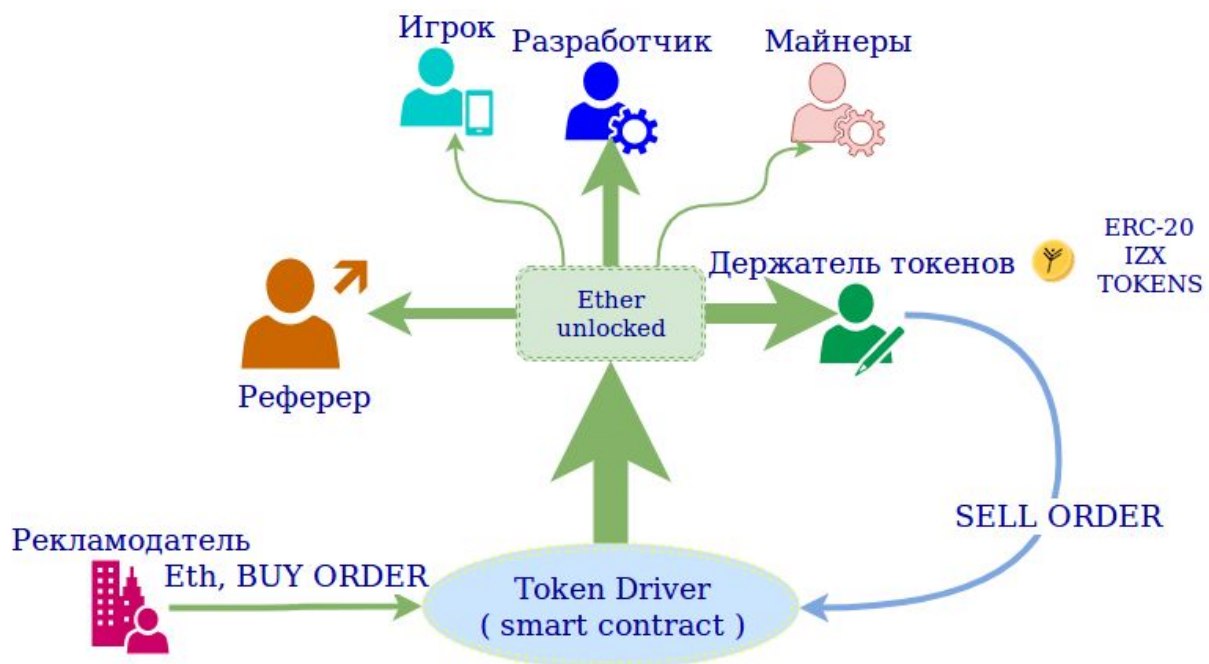 Игрок
Разработчик
Майнеры
ERC-20
IZX
TOKENS
Держатель токенов
Ether
unlocked
Реферер
SELL ORDER
Рекламодатель
Eth, BUY ORDER
Token Driver
( smart contract )